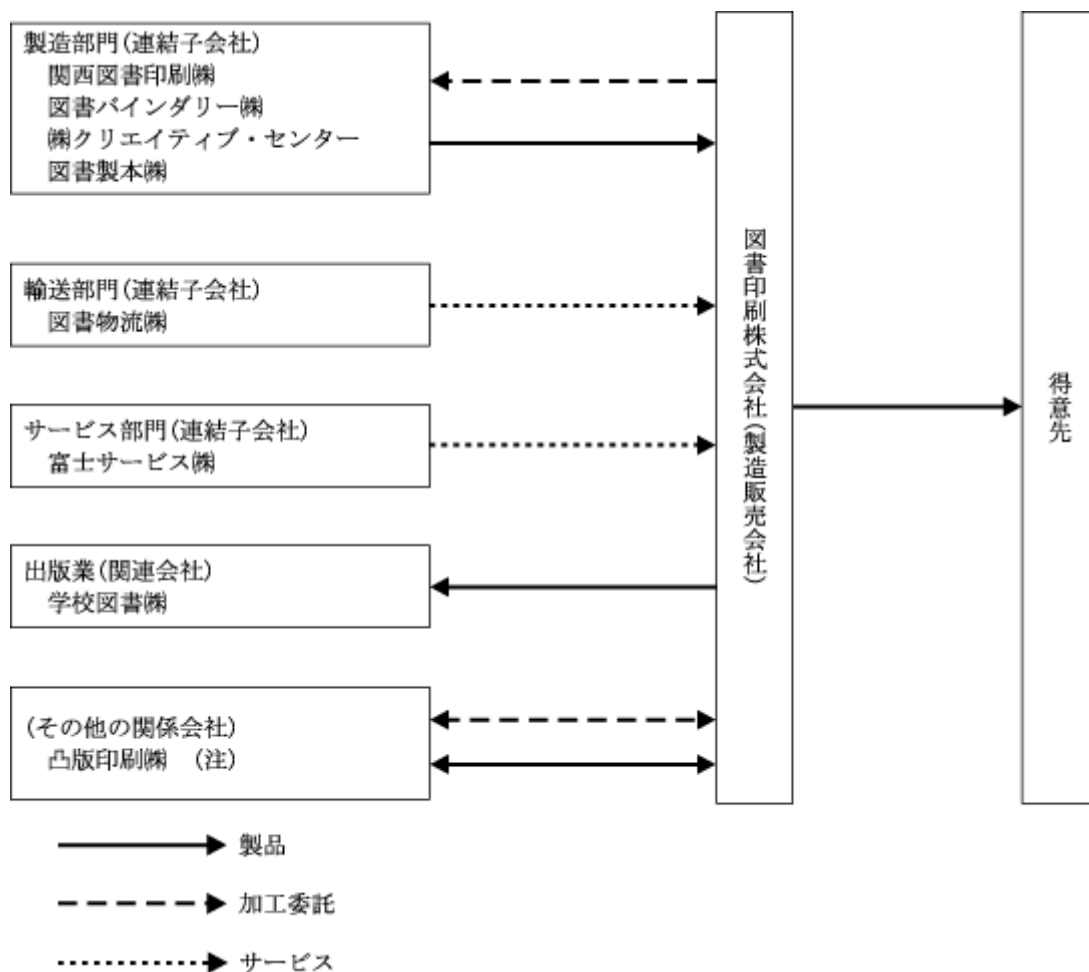 製造部門(連結子会社)
関西図書印刷㈱
図書バインダリー㈱
㈱クリエイティブ・センター
図書製本㈱
輸送部門(連結子会社)
図書物流㈱
サービス部門(連結子会社)
富士サービス㈱
出版業(関連会社)
学校図書㈱
(その他の関係会社)
凸版印刷㈱ (注)
図書印刷株式会社(製造販売会社)
得意先
製品
加工委託
サービス